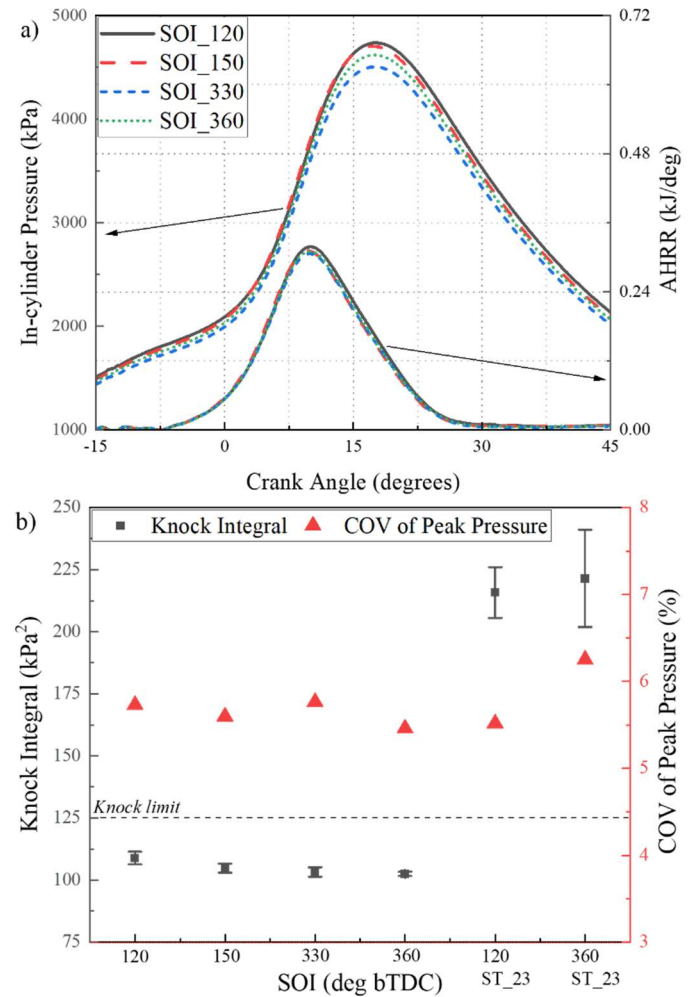 a)
5000
4000
3000
2000
1000
In-cylinder Pressure (kPa)
SOI_120
SOI_150
SOI_330
SOI_360
0.72
0.48
0.24
0.00
AHRR (kJ/deg)
-15
0
15
30
45
Crank Angle (degrees)
b)
250
225
200
175
150
125
100
75
Knock Integral (kPa²)
Knock Integral
COV of Peak Pressure
Knock limit
8
7
6
5
4
3
COV of Peak Pressure (%)
120
150
330
360
120
360
SOI (deg bTDC)
ST_23
ST_23